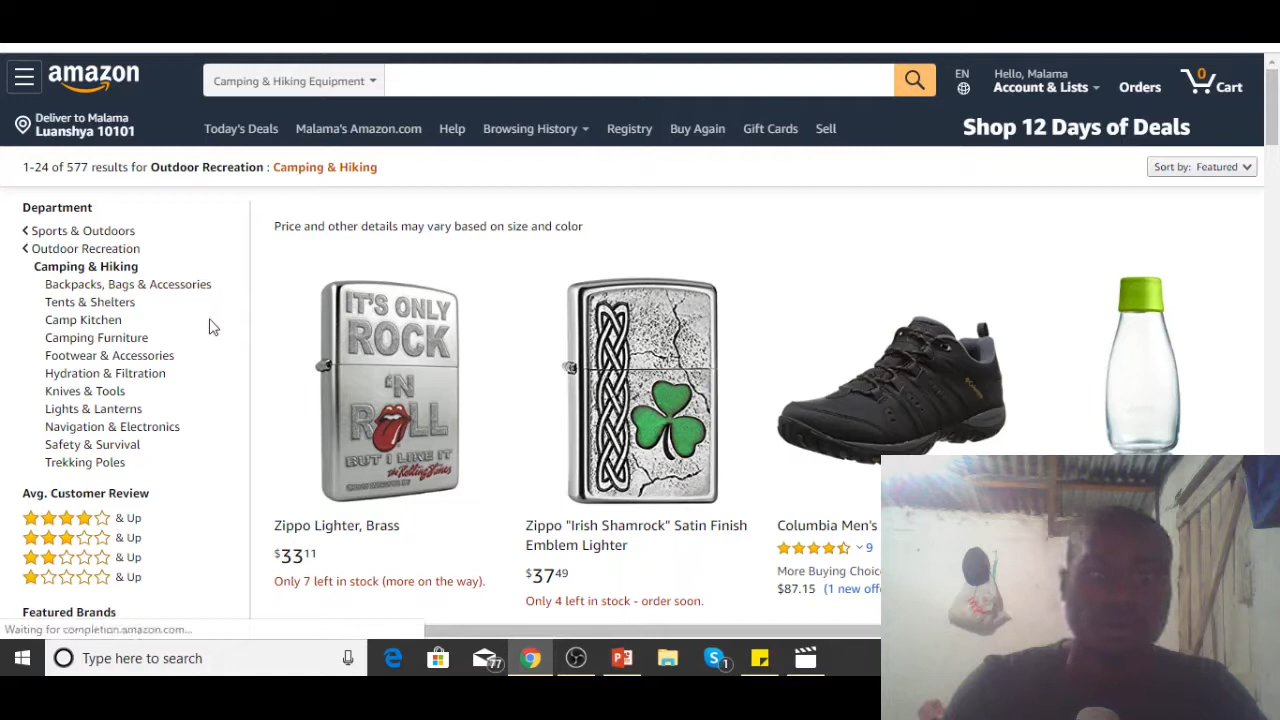 amazon
Camping & Hiking Equipment
EN
Hello, Malama
Account & Lists
Orders
0
Cart
Deliver to Malama
Luanshya 10101
Today's Deals
Malama's Amazon.com
Help
Browsing History
Registry
Buy Again
Gift Cards
Sell
Shop 12 Days of Deals
1-24 of 577 results for Outdoor Recreation : Camping & Hiking
Sort by: Featured
Department
Sports & Outdoors
Outdoor Recreation
Camping & Hiking
Backpacks, Bags & Accessories
Tents & Shelters
Camp Kitchen
Camping Furniture
Footwear & Accessories
Hydration & Filtration
Knives & Tools
Lights & Lanterns
Navigation & Electronics
Safety & Survival
Trekking Poles
Avg. Customer Review
& Up
& Up
& Up
& Up
Featured Brands
Price and other details may vary based on size and color
IT'S ONLY
ROCK
'N
ROLL
BUT I LIKE IT
the Rolling Stones
Zippo Lighter, Brass
$33 11
Only 7 left in stock (more on the way).
Zippo "Irish Shamrock" Satin Finish
Emblem Lighter
$37 49
Only 4 left in stock - order soon.
Columbia Men's
9
More Buying Choic
$87.15 (1 new off
Waiting for completion.amazon.com...
Type here to search
77
1